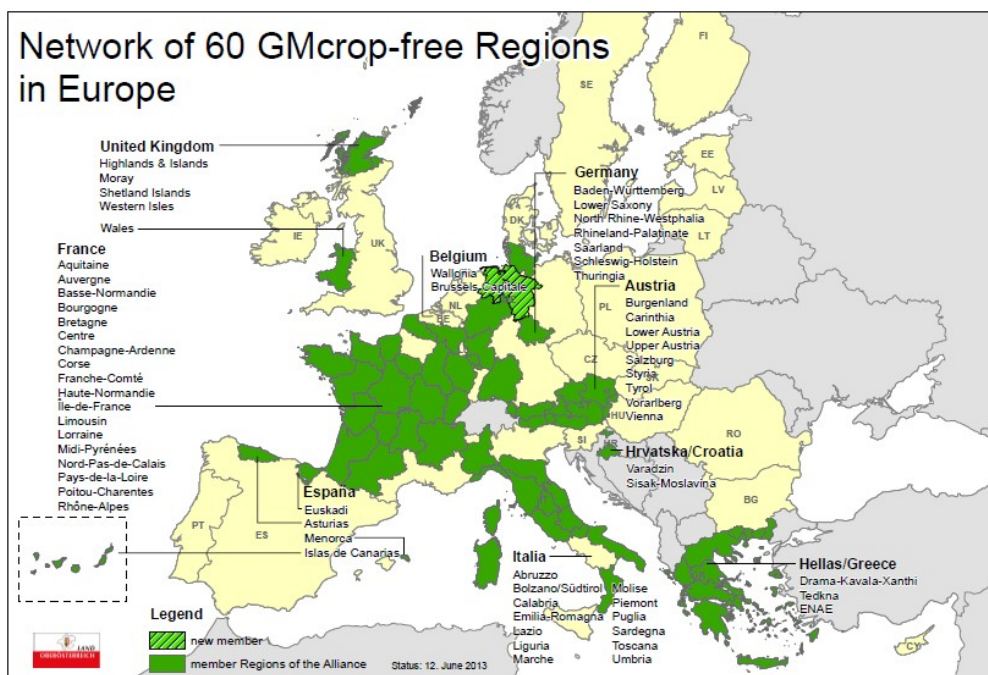 Network of 60 GMcrop-free Regions
in Europe
United Kingdom
Highlands & Islands
Moray
Shetland Islands
Western Isles
Wales
France
Aquitaine
Auvergne
Basse-Normandie
Bourgogne
Bretagne
Centre
Champagne-Ardenne
Corse
Franche-Comté
Haute-Normandie
Île-de-France
Limousin
Lorraine
Midi-Pyrénées
Nord-Pas-de-Calais
Pays-de-la-Loire
Poitou-Charentes
Rhône-Alpes
Belgium
Wallonia
Brussels Capitale
Germany
Baden-Württemberg
Lower Saxony
North Rhine-Westphalia
Rhineland-Palatinate
Saarland
Schleswig-Holstein
Thuringia
Austria
Burgenland
Carinthia
Lower Austria
Upper Austria
Salzburg
Styria
Tyrol
Vorarlberg
Vienna
Hrvatska/Croatia
Varadzin
Sisak-Moslavina
España
Euskadi
Asturias
Menorca
Islas de Canarias
Italia
Abruzzo
Bolzano/Südtirol
Calabria
Emilia-Romagna
Lazio
Liguria
Marche
Molise
Piemont
Puglia
Sardegna
Toscana
Umbria
Hellas/Greece
Drama-Kavala-Xanthi
Tedkna
ENAE
FI
SE
EE
LV
LT
DK
IE
UK
NL
BE
PL
CZ
SK
AT
HU
SI
HR
RO
BG
PT
ES
CY
Legend
new member
member Regions of the Alliance
Status: 12. June 2013
LAND
OBERÖSTERREICH